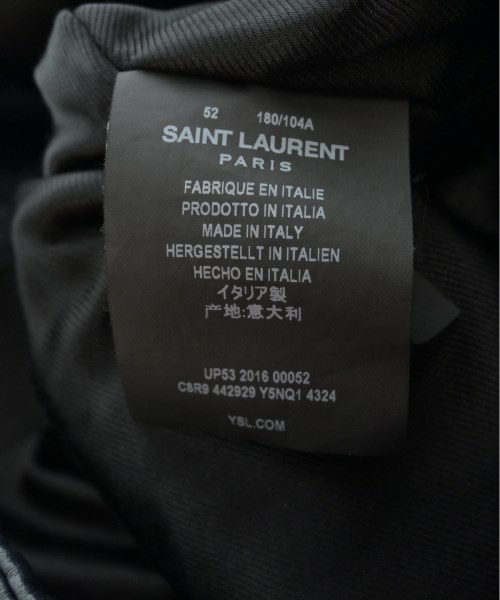 52 180/104A
SAINT LAURENT
PARIS
FABRIQUE EN ITALIE
PRODOTTO IN ITALIA
MADE IN ITALY
HERGESTELLT IN ITALIEN
HECHO EN ITALIA
イタリア製
产地:意大利
UP53 2016 00052
C8R9 442929 Y5NQ1 4324
YSL.COM